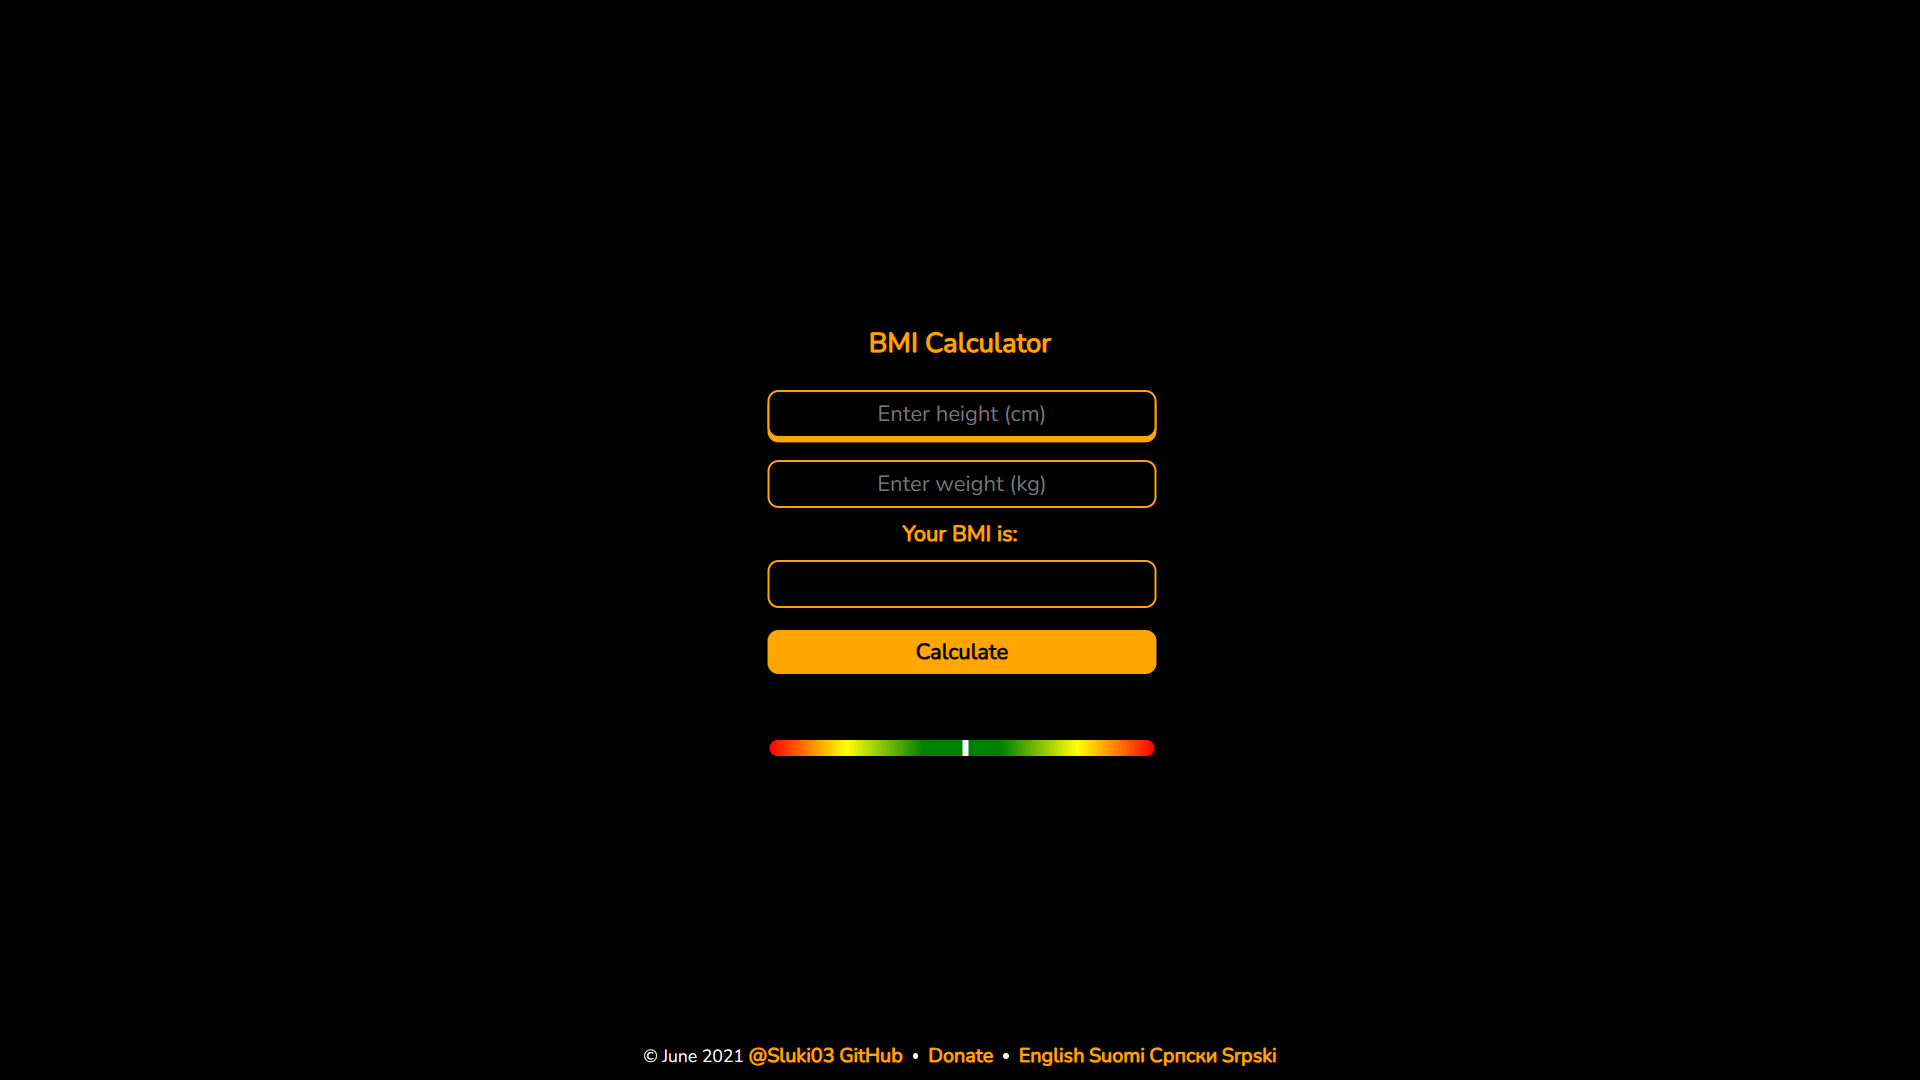 BMI Calculator
Enter height (cm)
Enter weight (kg)
Your BMI is:
Calculate
© June 2021 @Sluki03 GitHub • Donate • English Suomi Српски Srpski